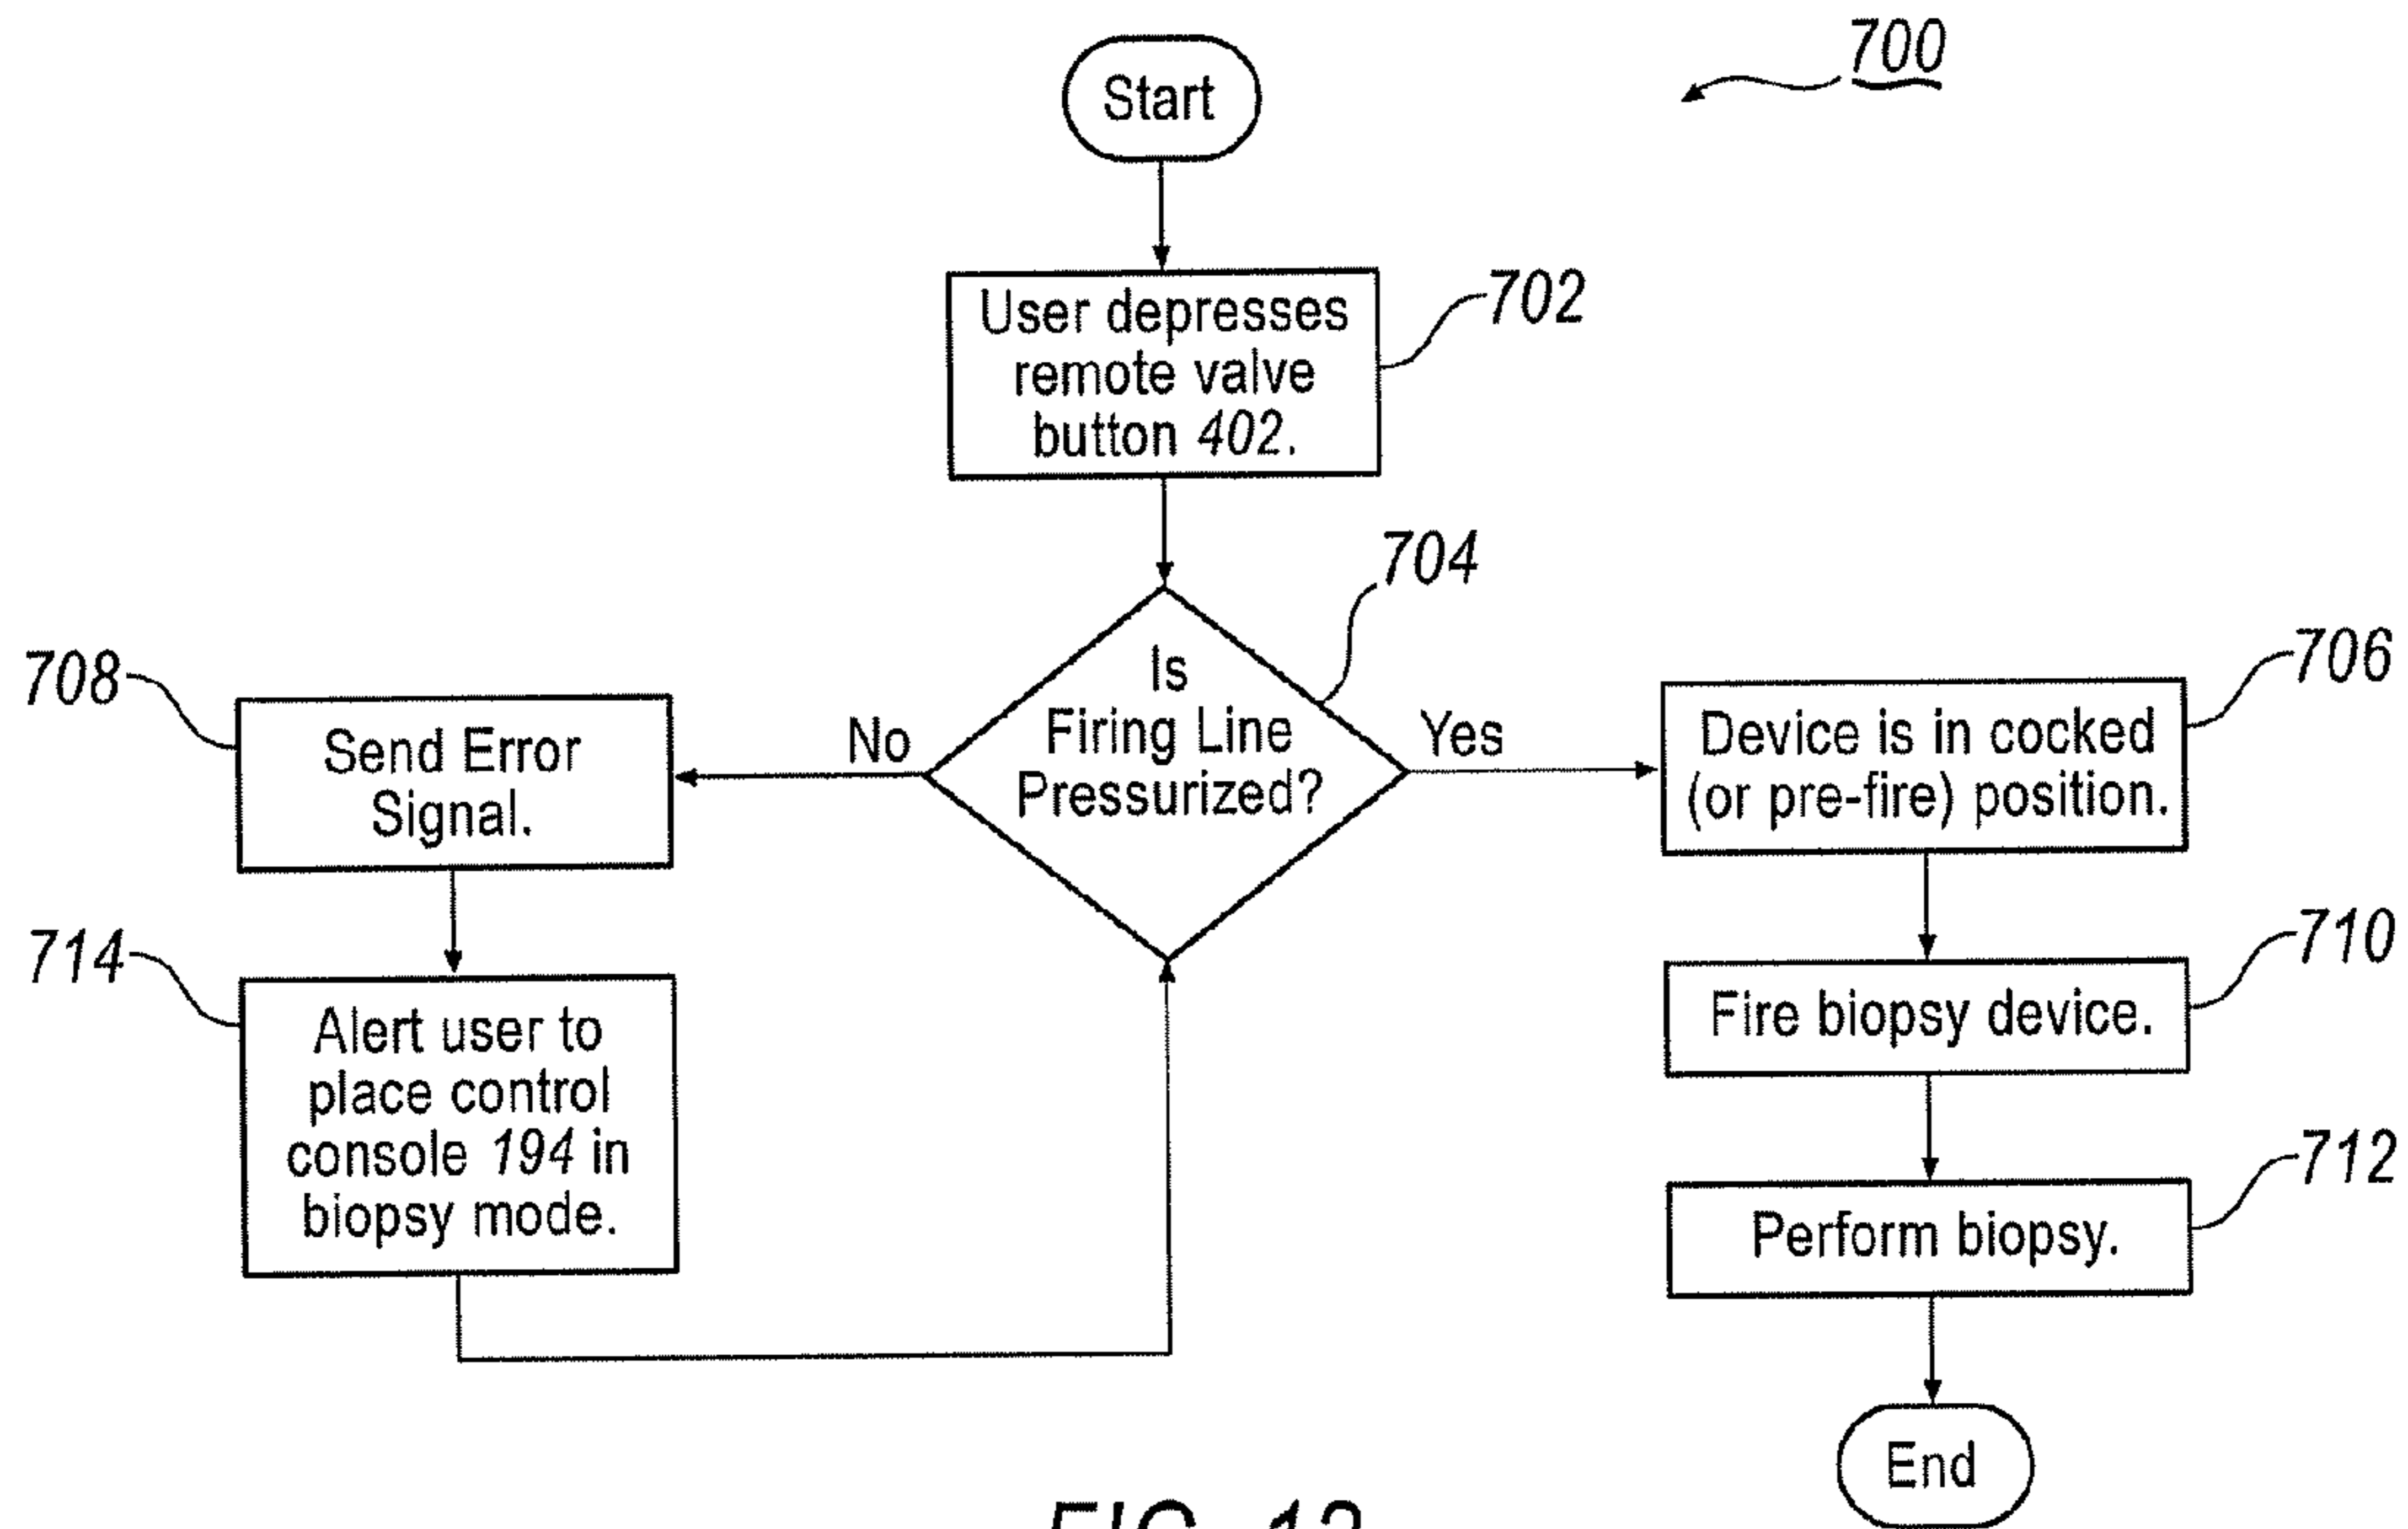 700
Start
User depresses
remote valve
button 402.
702
Is
Firing Line
Pressurized?
704
No
Yes
708
Send Error
Signal.
706
Device is in cocked
(or pre-fire) position.
714
Alert user to
place control
console 194 in
biopsy mode.
710
Fire biopsy device.
712
Perform biopsy.
End